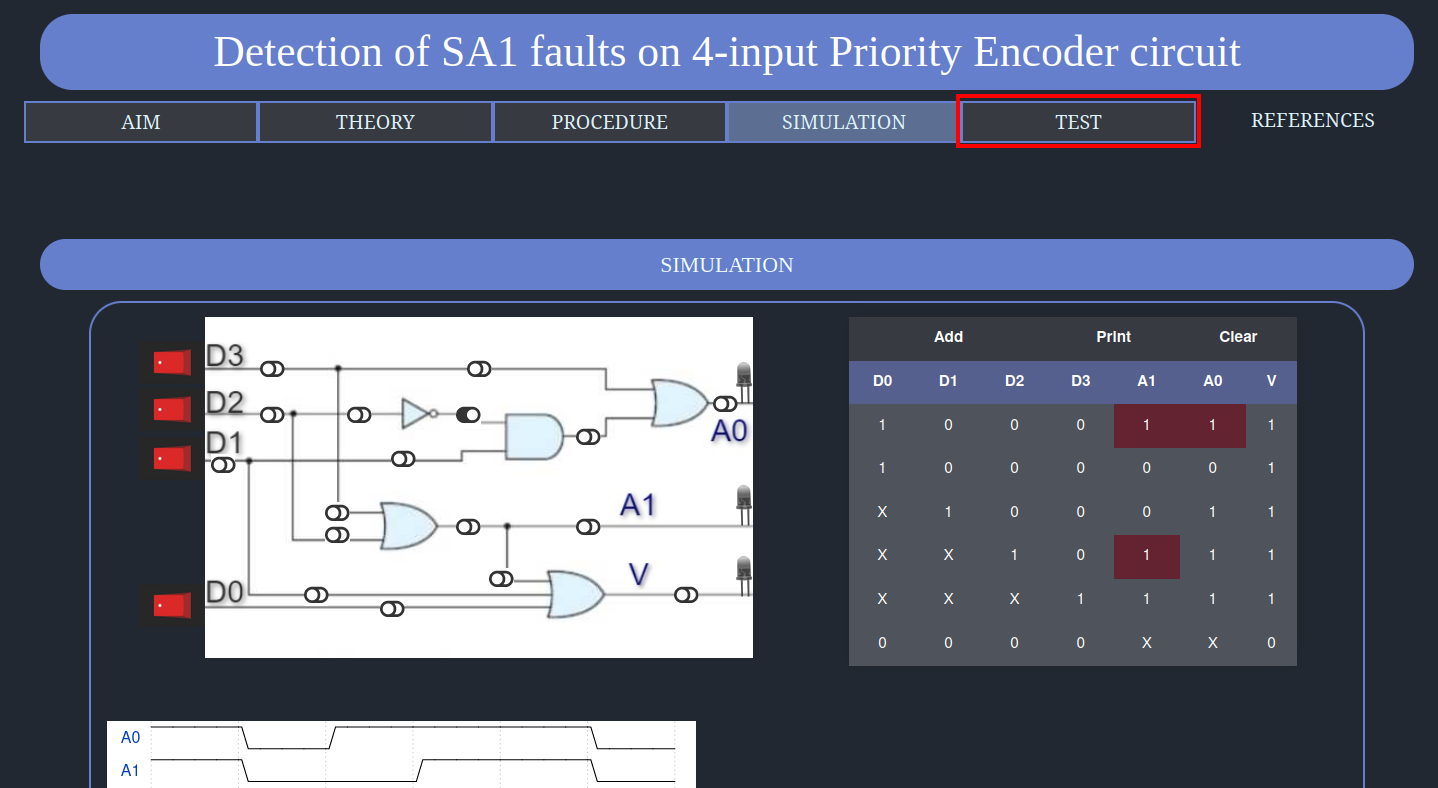 Detection of SA1 faults on 4-input Priority Encoder circuit
AIM THEORY PROCEDURE SIMULATION TEST REFERENCES
SIMULATION
D3
D2
D1
A0
A1
V
D0
Add Print Clear
D0 D1 D2 D3 A1 A0 V
1 0 0 0 1 1 1
1 0 0 0 0 0 1
X 1 0 0 0 1 1
X X 1 0 1 1 1
X X X 1 1 1 1
0 0 0 0 X X 0
A0
A1